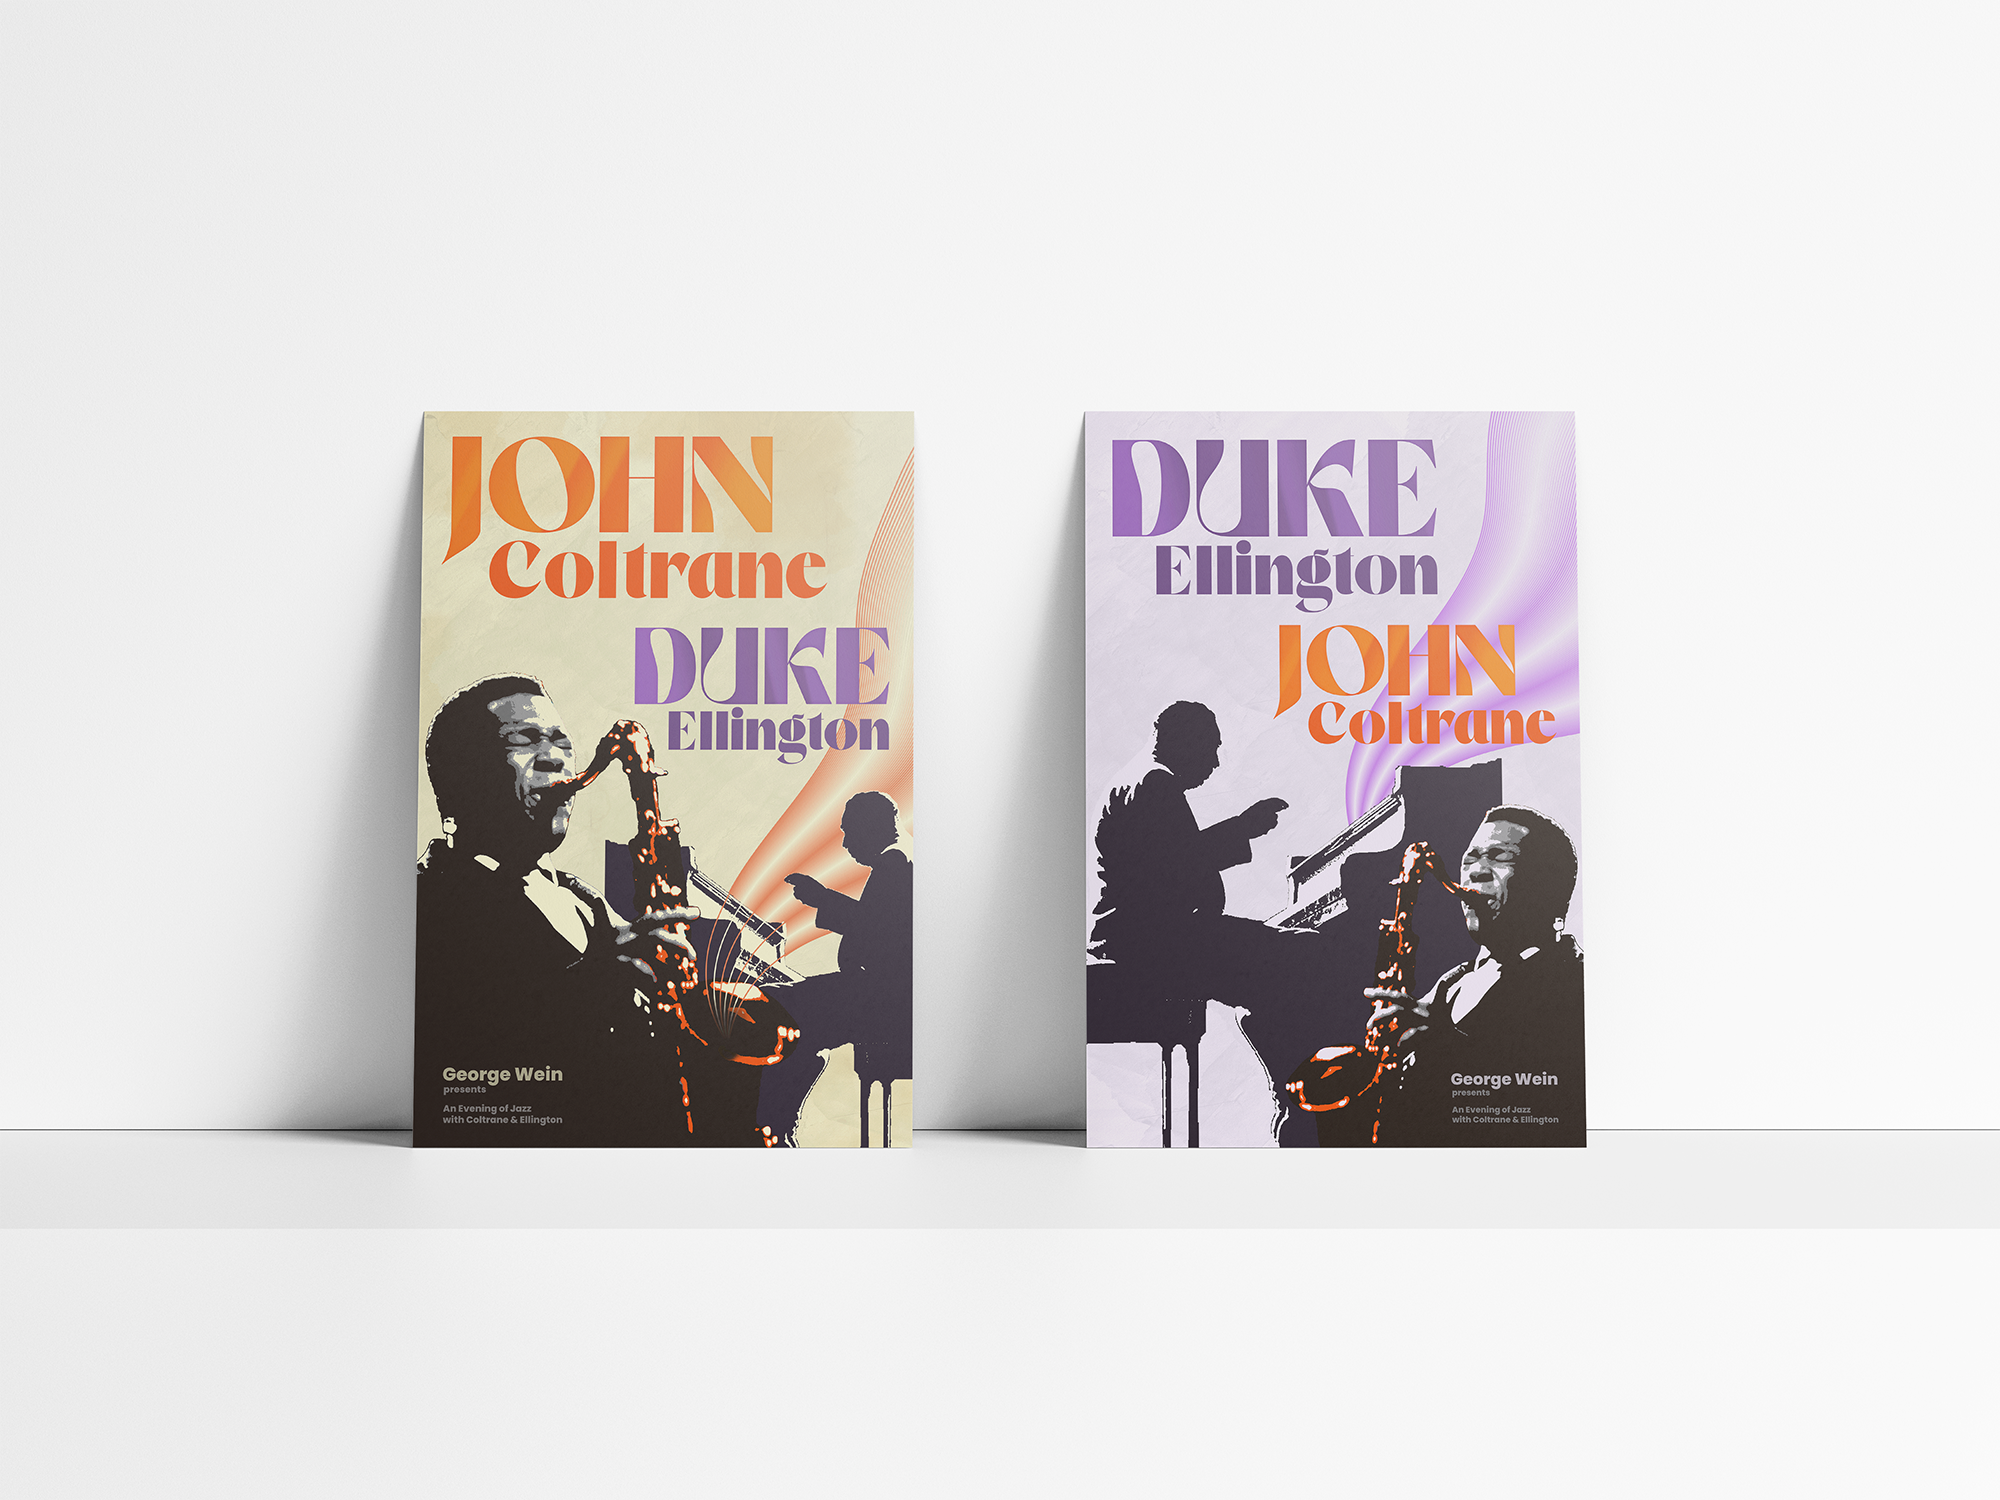 JOHN
Coltrane
DUKE
Ellington
George Wein
presents
An Evening of Jazz
with Coltrane & Ellington
DUKE
Ellington
JOHN
Coltrane
George Wein
presents
An Evening of Jazz
with Coltrane & Ellington